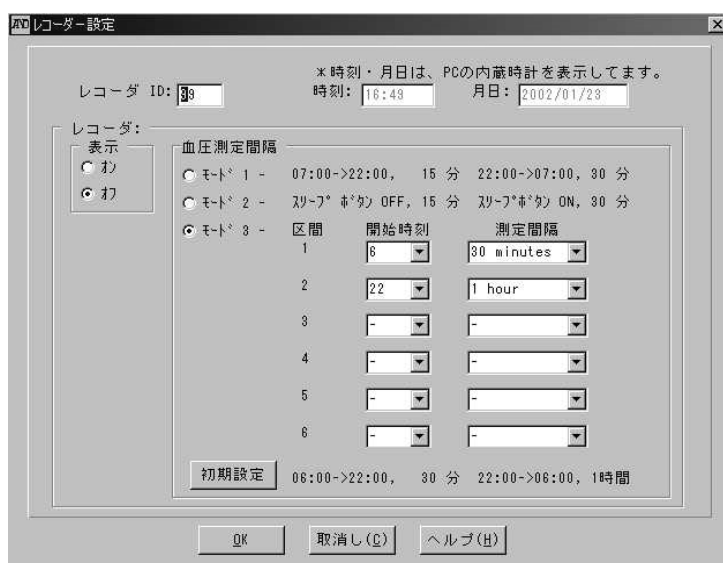 レコーダー設定
＊時刻・月日は、PCの内蔵時計を表示してます。
レコーダ ID: 99 時刻: 16:49 月日: 2002/01/23
レコーダ:
表示
ｵﾝ
ｵﾌ
血圧測定間隔
ﾓｰﾄﾞ 1 - 07:00->22:00, 15 分 22:00->07:00, 30 分
ﾓｰﾄﾞ 2 - ｽﾘｰﾌﾟ ﾎﾞﾀﾝ OFF, 15 分 ｽﾘｰﾌﾟﾎﾞﾀﾝ ON, 30 分
ﾓｰﾄﾞ 3 - 区間 開始時刻 測定間隔
1 6 30 minutes
2 22 1 hour
3 - -
4 - -
5 - -
6 - -
初期設定 06:00->22:00, 30 分 22:00->06:00, 1時間
OK 取消し(C) ヘルプ(H)